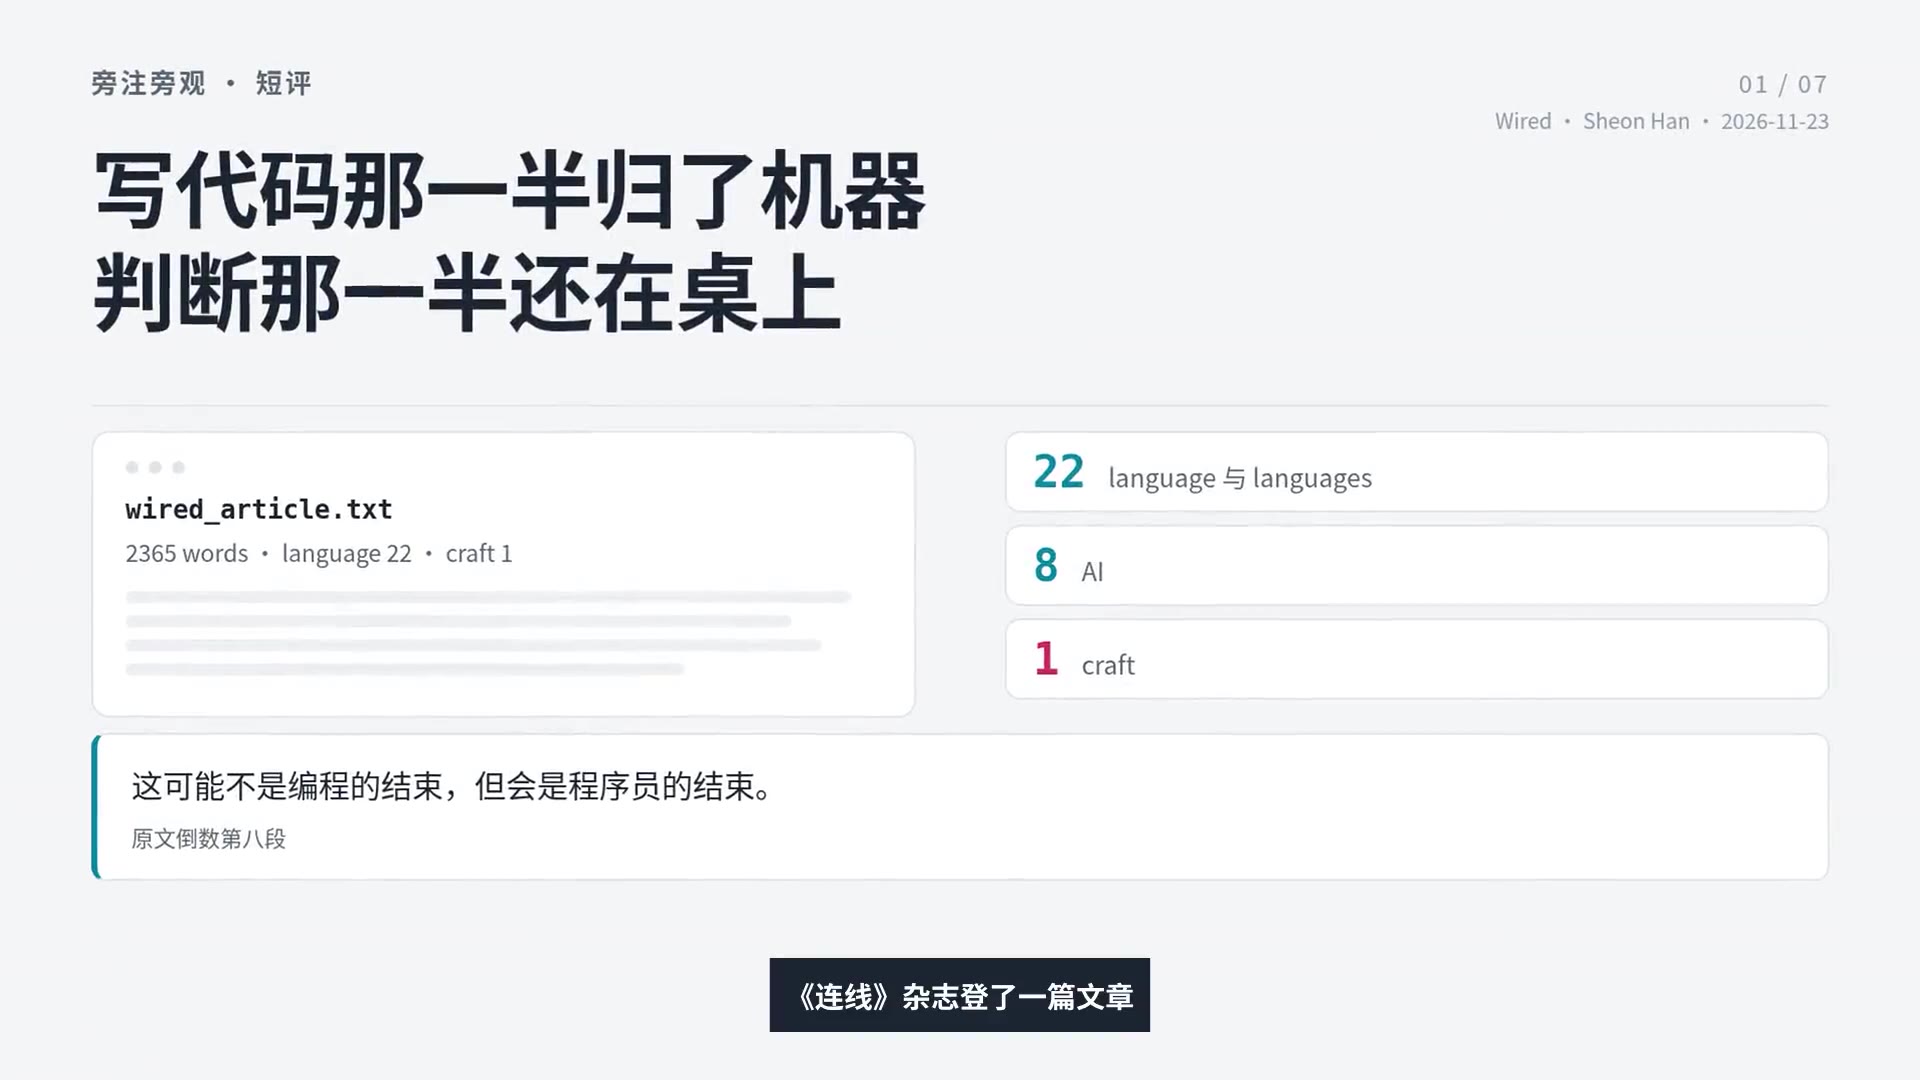 旁注旁观 · 短评
01 / 07
Wired · Sheon Han · 2026-11-23
写代码那一半归了机器
判断那一半还在桌上
wired_article.txt
2365 words · language 22 · craft 1
22 language 与 languages
8 AI
1 craft
这可能不是编程的结束，但会是程序员的结束。
原文倒数第八段
《连线》杂志登了一篇文章